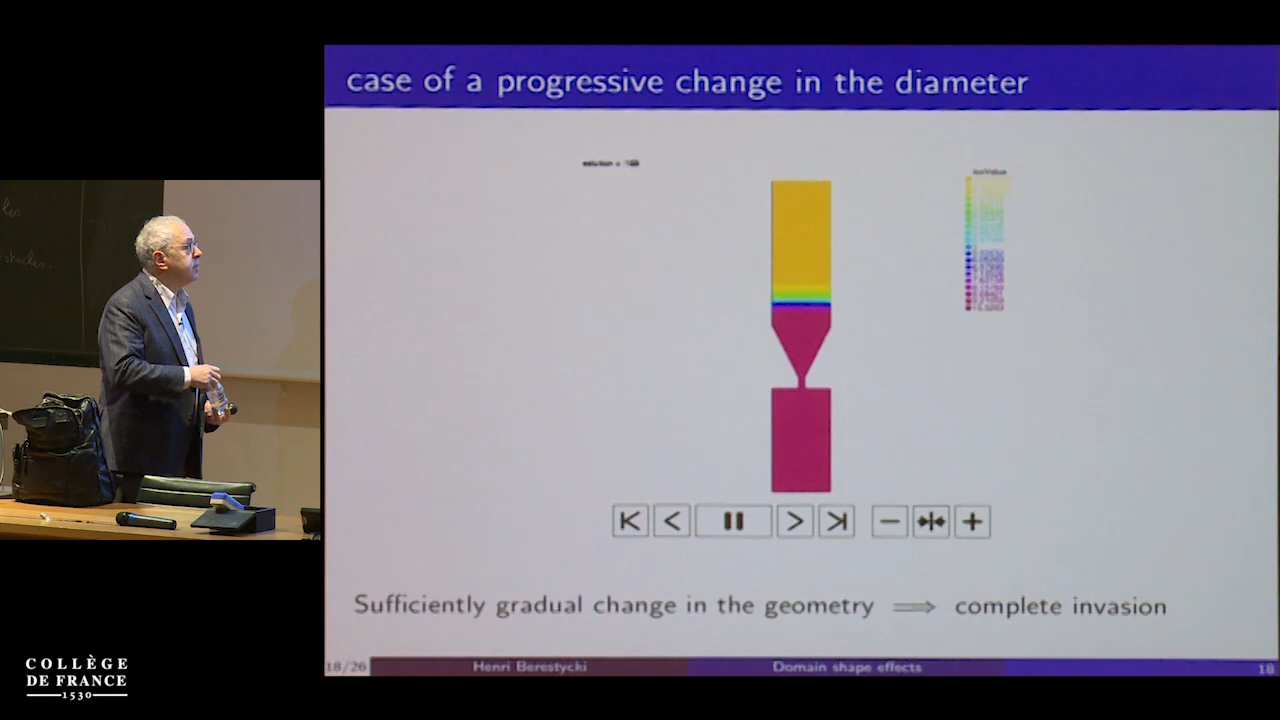 case of a progressive change in the diameter
IsoValue
Sufficiently gradual change in the geometry ⟹ complete invasion
18/26
Henri Berestycki
Domain shape effects
18
COLLÈGE
DE FRANCE
1530